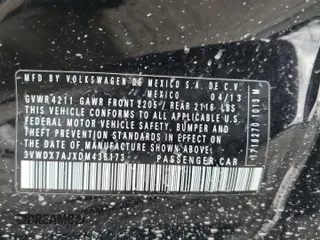 MFD BY VOLKSWAGEN DE MEXICO S.A. DE C.V.
MEXICO 04/13
GVWR 4211 GAWR FRONT 2205 / REAR 2116 LBS
THIS VEHICLE CONFORMS TO ALL APPLICABLE U.S.
FEDERAL MOTOR VEHICLE SAFETY, BUMPER, AND
THEFT PREVENTION STANDARDS IN EFFECT ON THE
DATE OF MANUFACTURE SHOWN ABOVE.
3VWDX7AJXDM436173 PASSENGER CAR